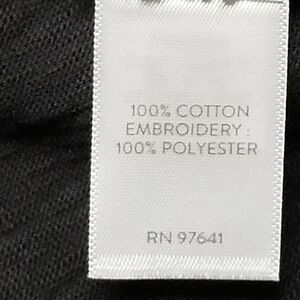 100% COTTON
EMBROIDERY:
100% POLYESTER
RN 97641